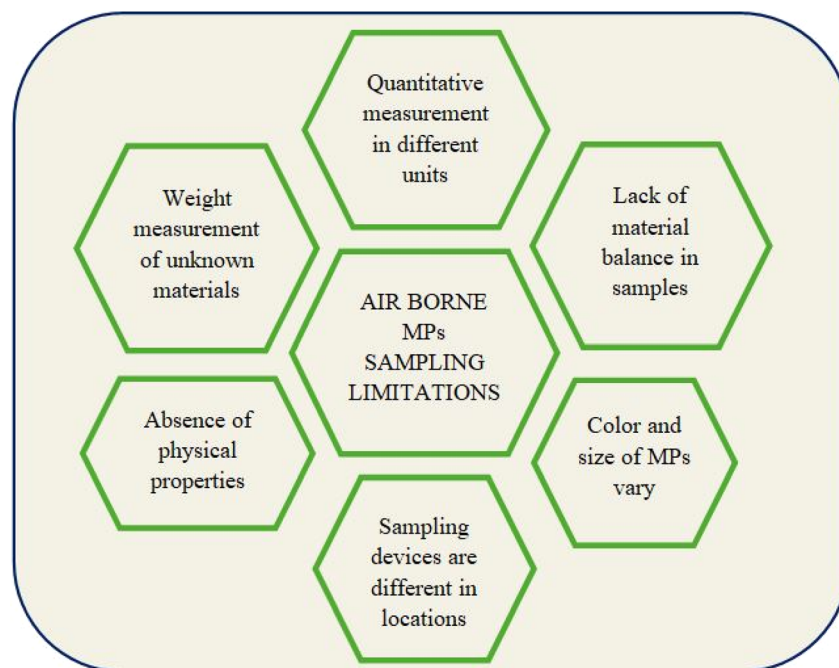 Quantitative
measurement
in different
units
Weight
measurement
of unknown
materials
Lack of
material
balance in
samples
AIR BORNE
MPs
SAMPLING
LIMITATIONS
Absence of
physical
properties
Color and
size of MPs
vary
Sampling
devices are
different in
locations